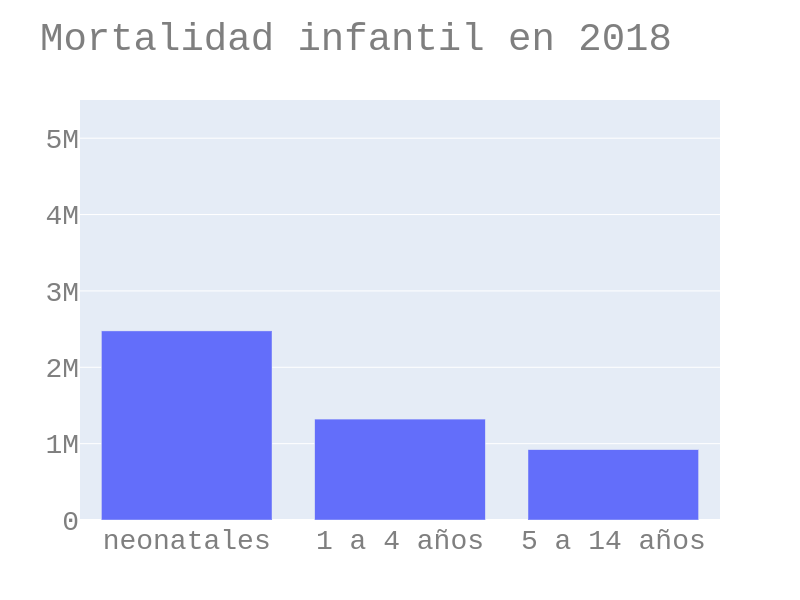 Mortalidad infantil en 2018
5M
4M
3M
2M
1M
0
neonatales
1 a 4 años
5 a 14 años